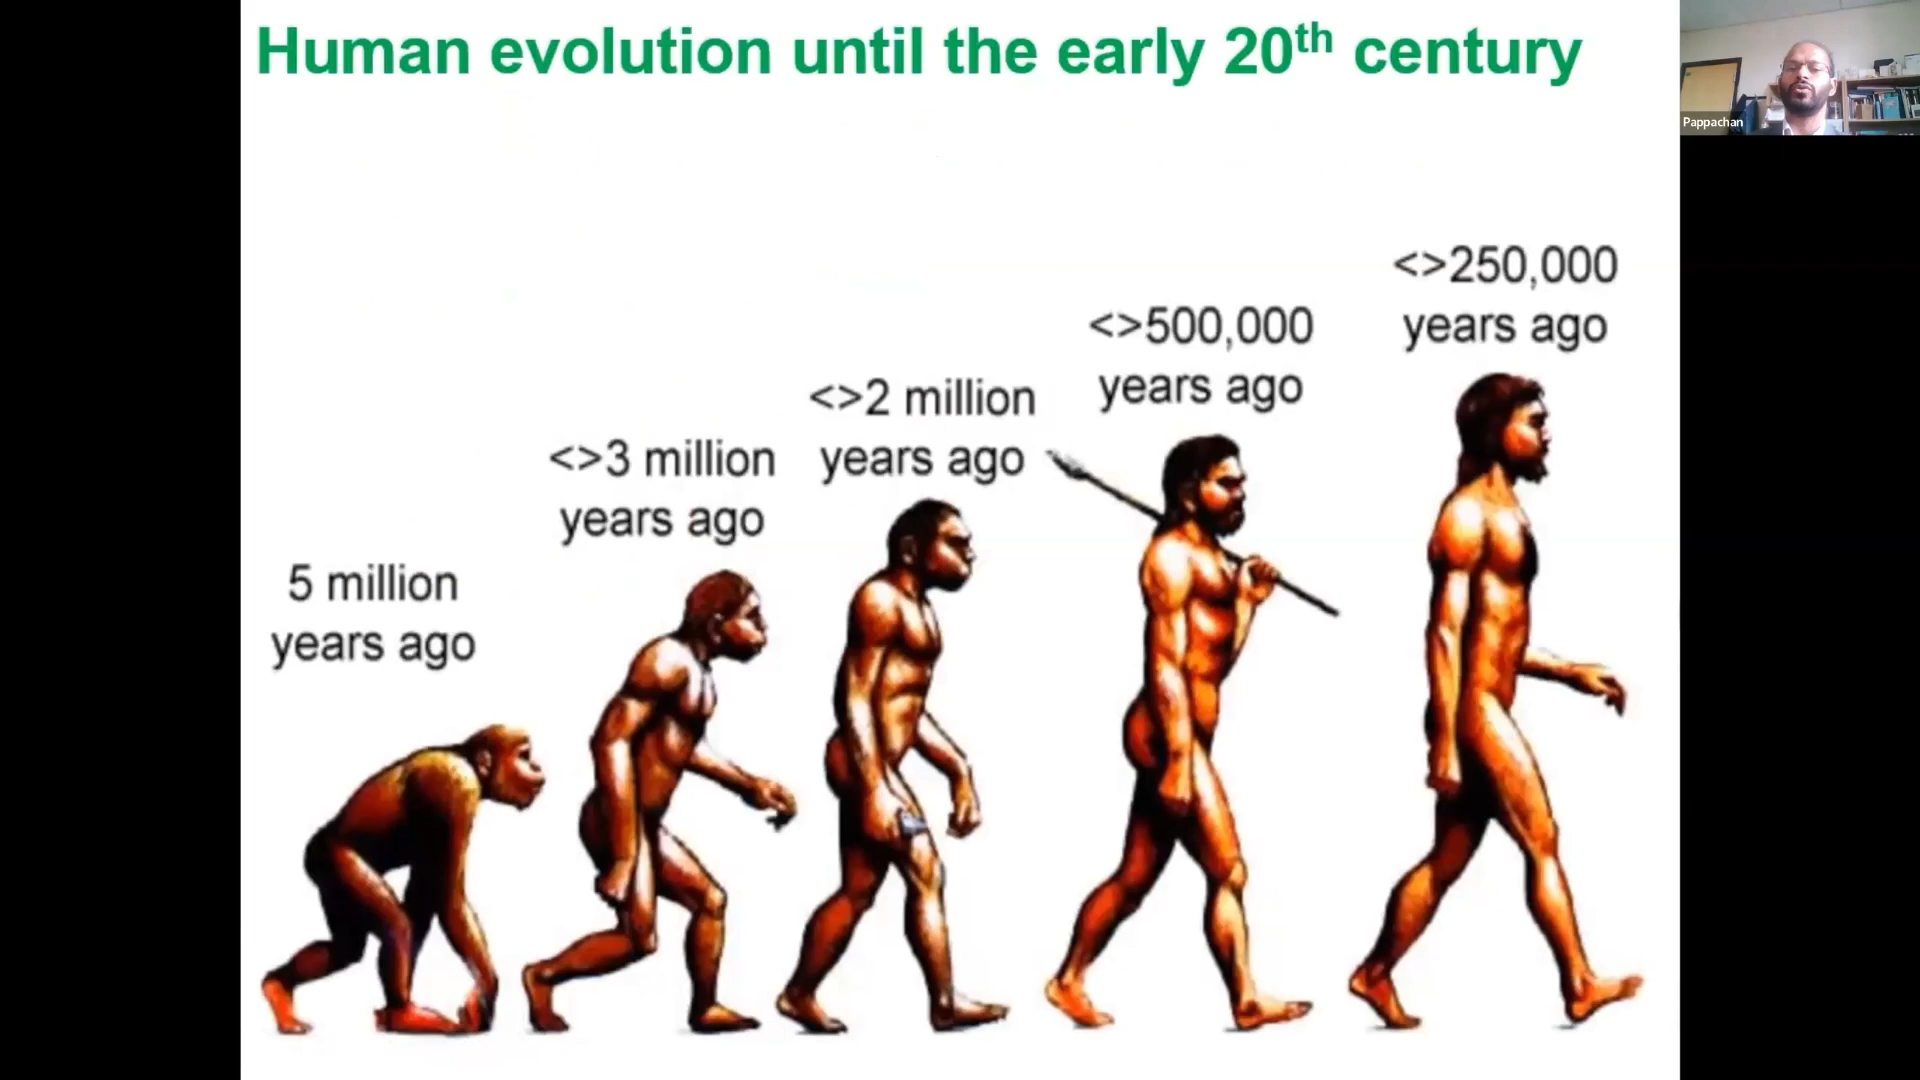 Human evolution until the early 20th century
Pappachan
<>250,000
years ago
<>500,000
years ago
<>2 million
years ago
<>3 million
years ago
5 million
years ago